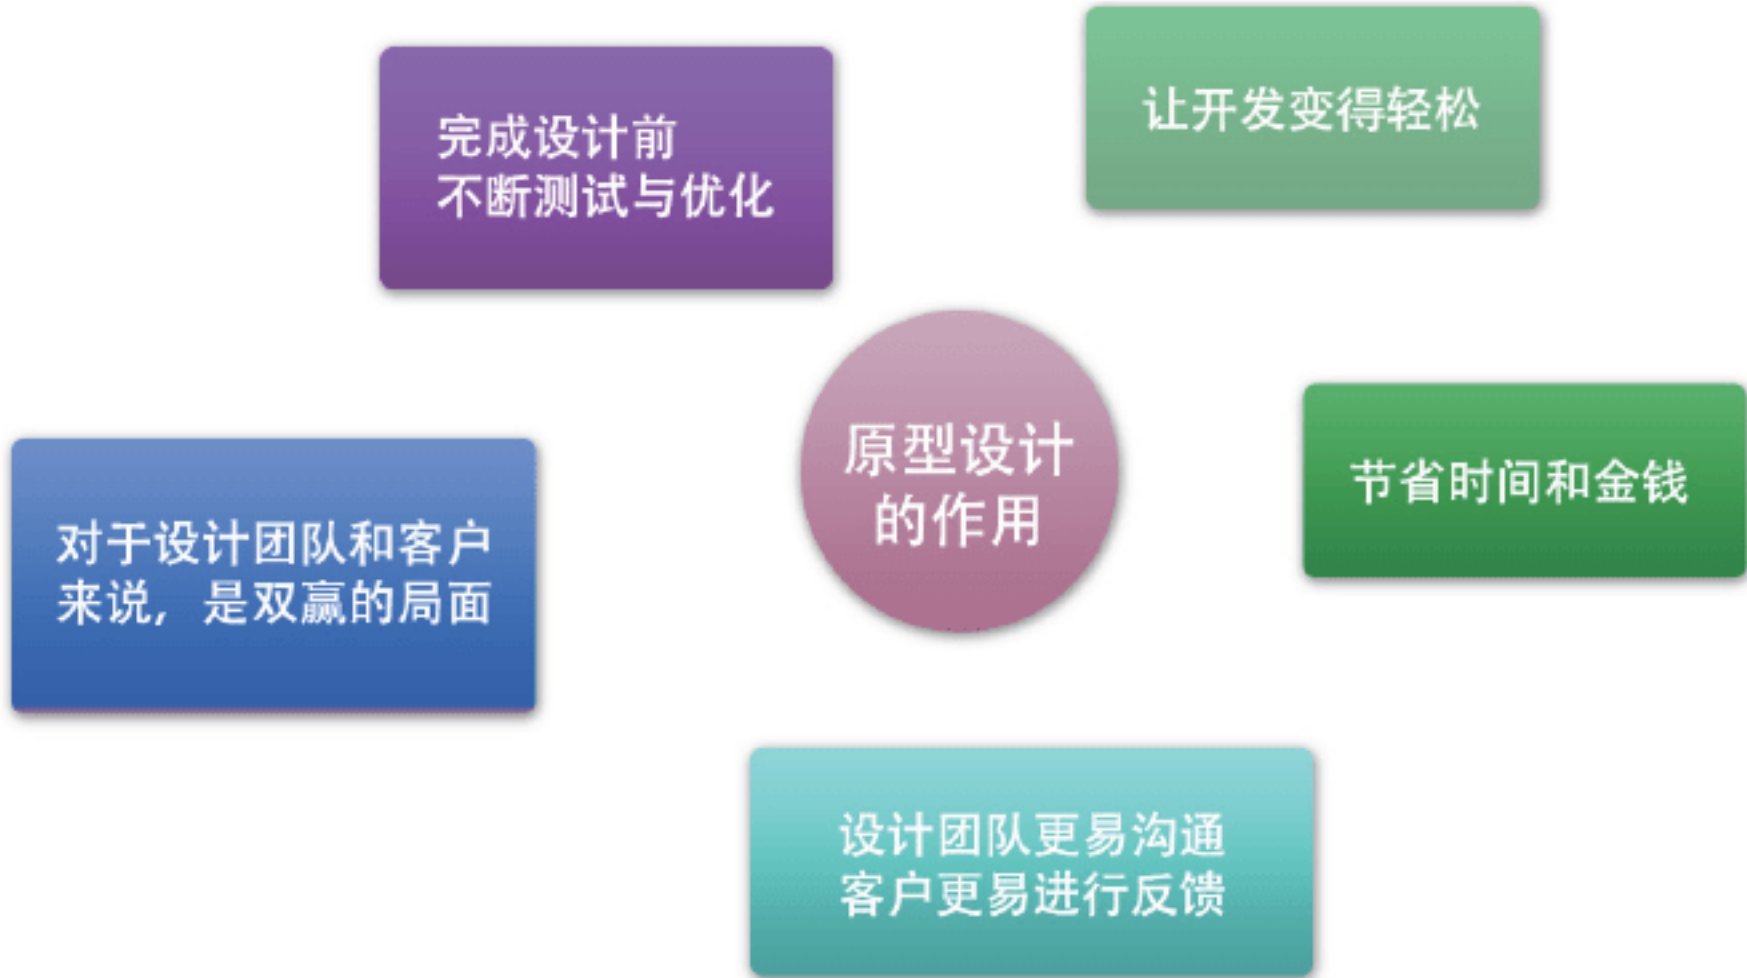 让开发变得轻松
完成设计前
不断测试与优化
原型设计
的作用
节省时间和金钱
对于设计团队和客户
来说，是双赢的局面
设计团队更易沟通
客户更易进行反馈